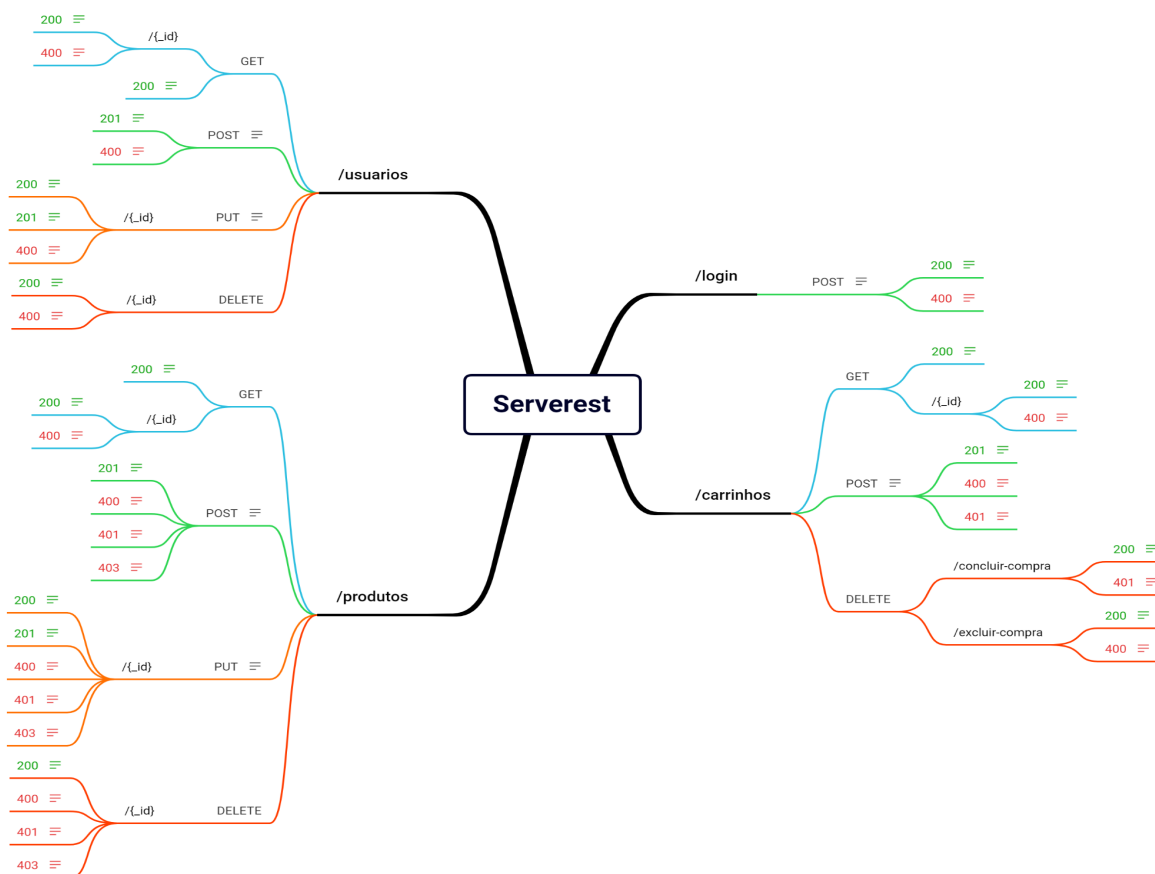 Serverest
/usuarios
GET
/{_id}
200
400
200
POST
201
400
PUT
/{_id}
200
201
400
DELETE
/{_id}
200
400
/produtos
GET
200
/{_id}
200
400
POST
201
400
401
403
PUT
/{_id}
200
201
400
401
403
DELETE
/{_id}
200
400
401
403
/login
POST
200
400
/carrinhos
GET
200
/{_id}
200
400
POST
201
400
401
DELETE
/concluir-compra
200
401
/excluir-compra
200
400